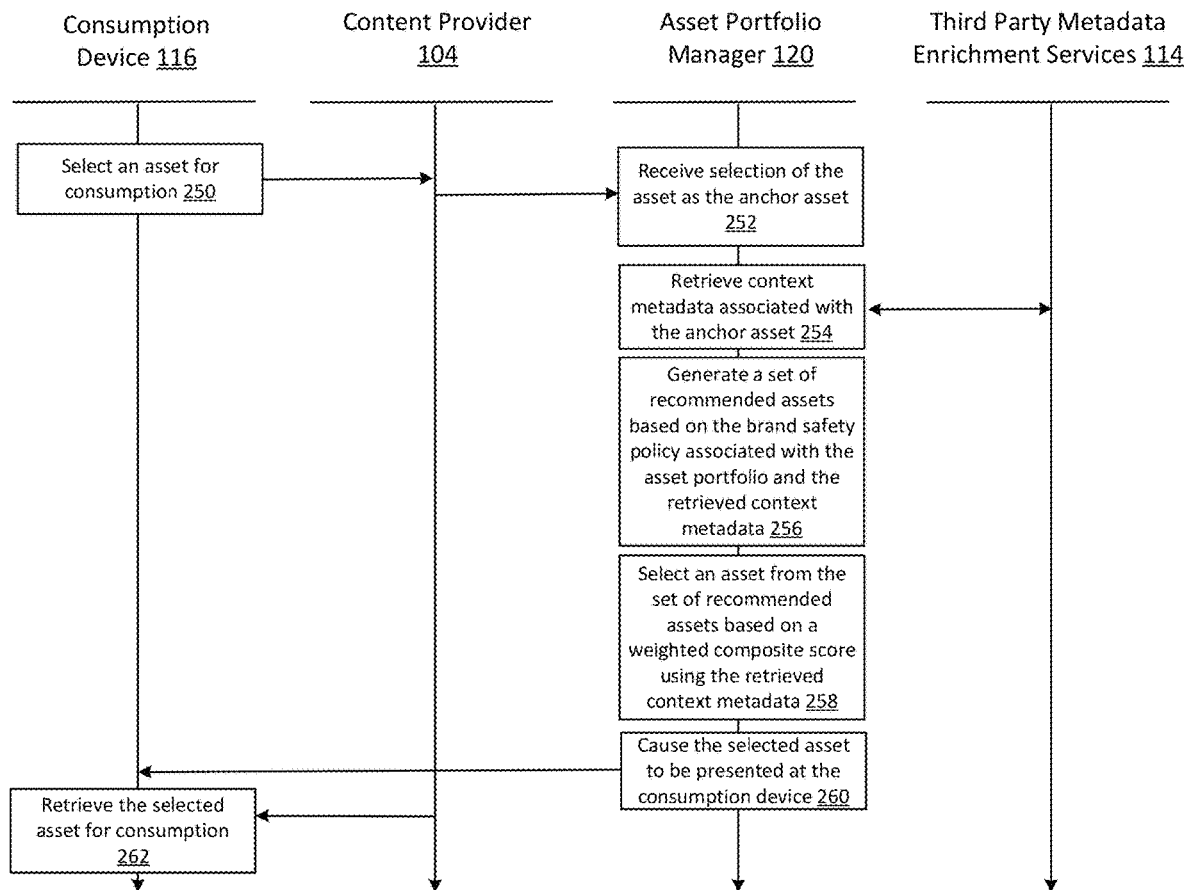 Consumption
Device 116
Content Provider
104
Asset Portfolio
Manager 120
Third Party Metadata
Enrichment Services 114
Select an asset for
consumption 250
Receive selection of the
asset as the anchor asset
252
Retrieve context
metadata associated with
the anchor asset 254
Generate a set of
recommended assets
based on the brand safety
policy associated with the
asset portfolio and the
retrieved context
metadata 256
Select an asset from the
set of recommended
assets based on a
weighted composite score
using the retrieved
context metadata 258
Cause the selected asset
to be presented at the
consumption device 260
Retrieve the selected
asset for consumption
262